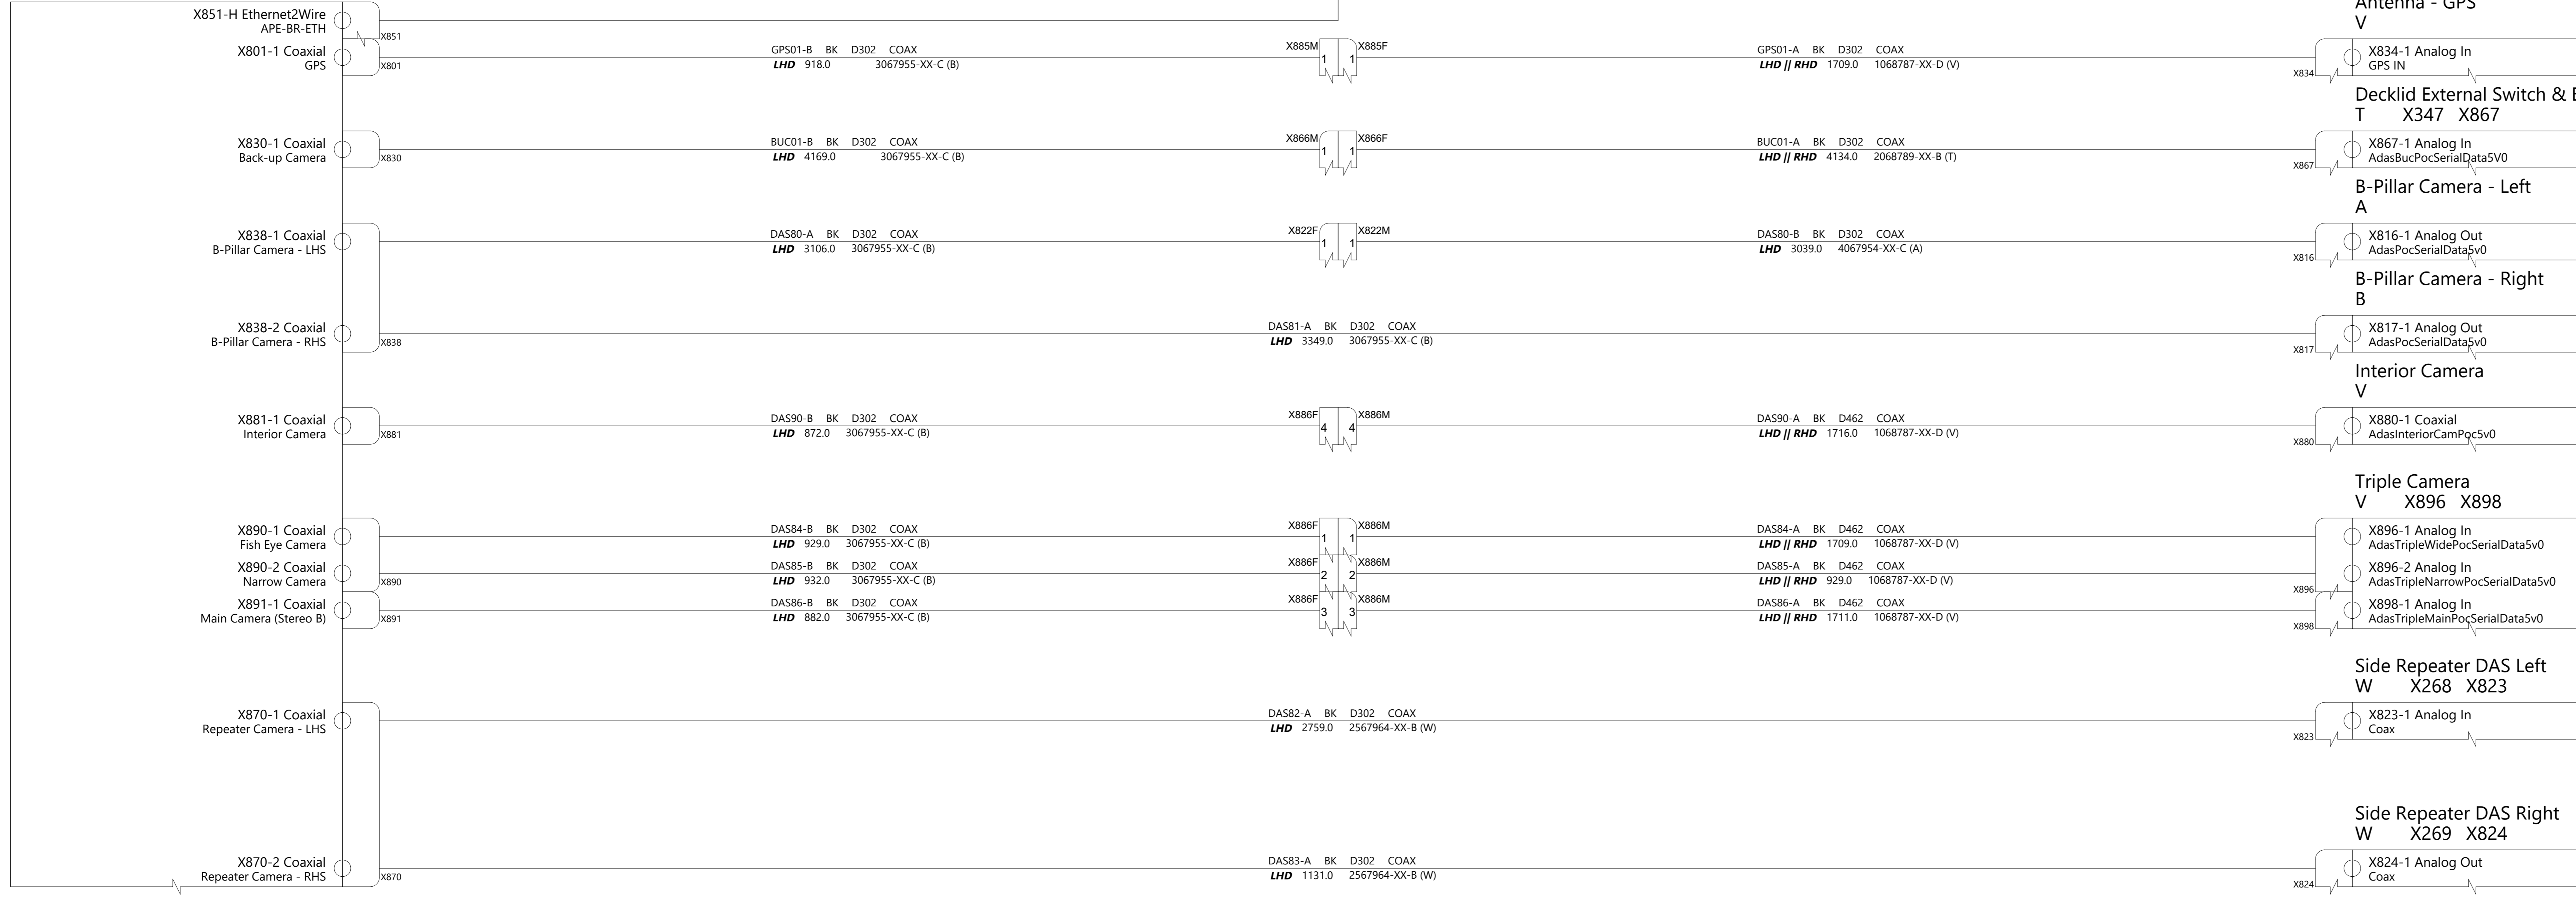 X851-H Ethernet2Wire
APE-BR-ETH
X851
Antenna - GPS
V
X801-1 Coaxial
GPS
X801
GPS01-B BK D302 COAX
LHD 918.0 3067955-XX-C (B)
X885M X885F
1 1
GPS01-A BK D302 COAX
LHD || RHD 1709.0 1068787-XX-D (V)
X834
X834-1 Analog In
GPS IN
Decklid External Switch &
T X347 X867
X830-1 Coaxial
Back-up Camera
X830
BUC01-B BK D302 COAX
LHD 4169.0 3067955-XX-C (B)
X866M X866F
1 1
BUC01-A BK D302 COAX
LHD || RHD 4134.0 2068789-XX-B (T)
X867
X867-1 Analog In
AdasBucPocSerialData5V0
B-Pillar Camera - Left
A
X838-1 Coaxial
B-Pillar Camera - LHS
DAS80-A BK D302 COAX
LHD 3106.0 3067955-XX-C (B)
X822F X822M
1 1
DAS80-B BK D302 COAX
LHD 3039.0 4067954-XX-C (A)
X816
X816-1 Analog Out
AdasPocSerialData5v0
B-Pillar Camera - Right
B
X838-2 Coaxial
B-Pillar Camera - RHS
X838
DAS81-A BK D302 COAX
LHD 3349.0 3067955-XX-C (B)
X817
X817-1 Analog Out
AdasPocSerialData5v0
Interior Camera
V
X881-1 Coaxial
Interior Camera
X881
DAS90-B BK D302 COAX
LHD 872.0 3067955-XX-C (B)
X886F X886M
4 4
DAS90-A BK D462 COAX
LHD || RHD 1716.0 1068787-XX-D (V)
X880
X880-1 Coaxial
AdasInteriorCamPoc5v0
Triple Camera
V X896 X898
X890-1 Coaxial
Fish Eye Camera
DAS84-B BK D302 COAX
LHD 929.0 3067955-XX-C (B)
X886F X886M
1 1
DAS84-A BK D462 COAX
LHD || RHD 1709.0 1068787-XX-D (V)
X896-1 Analog In
AdasTripleWidePocSerialData5v0
X890-2 Coaxial
Narrow Camera
X890
DAS85-B BK D302 COAX
LHD 932.0 3067955-XX-C (B)
X886F X886M
2 2
DAS85-A BK D462 COAX
LHD || RHD 929.0 1068787-XX-D (V)
X896
X896-2 Analog In
AdasTripleNarrowPocSerialData5v0
X891-1 Coaxial
Main Camera (Stereo B)
X891
DAS86-B BK D302 COAX
LHD 882.0 3067955-XX-C (B)
X886F X886M
3 3
DAS86-A BK D462 COAX
LHD || RHD 1711.0 1068787-XX-D (V)
X898
X898-1 Analog In
AdasTripleMainPocSerialData5v0
Side Repeater DAS Left
W X268 X823
X870-1 Coaxial
Repeater Camera - LHS
DAS82-A BK D302 COAX
LHD 2759.0 2567964-XX-B (W)
X823
X823-1 Analog In
Coax
Side Repeater DAS Right
W X269 X824
X870-2 Coaxial
Repeater Camera - RHS
X870
DAS83-A BK D302 COAX
LHD 1131.0 2567964-XX-B (W)
X824
X824-1 Analog Out
Coax